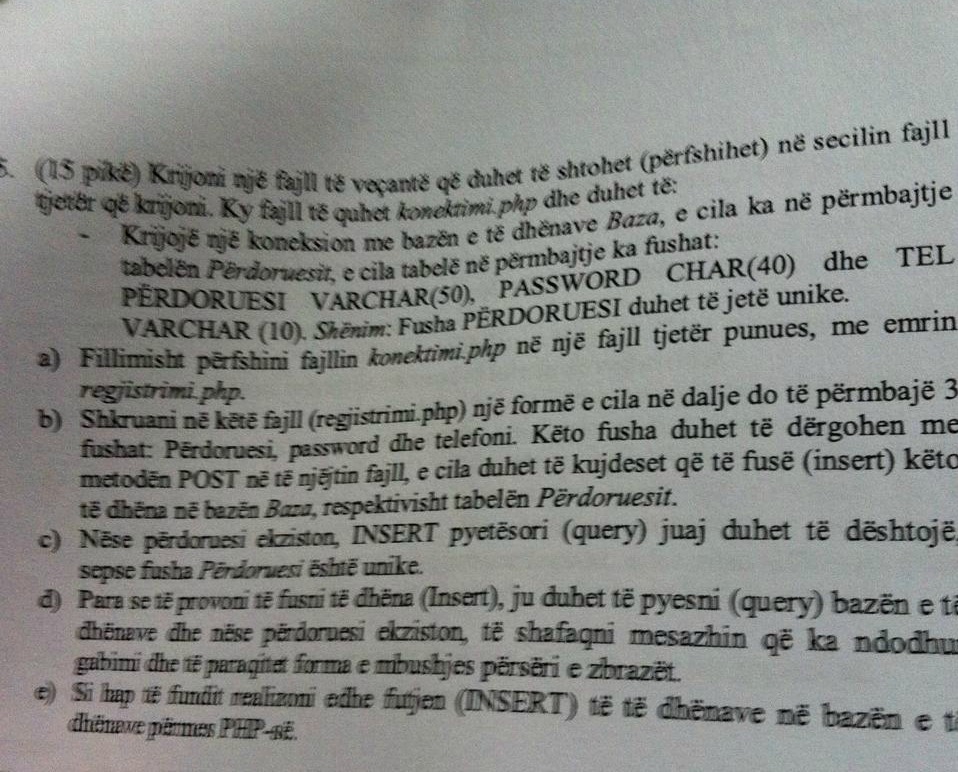 5. (15 pikë) Krijoni një fajll të veçantë që duhet të shtohet (përfshihet) në secilin fajll
tjetër që krijoni. Ky fajll të quhet konektimi.php dhe duhet të:
- Krijojë një koneksion me bazën e të dhënave Baza, e cila ka në përmbajtje
tabelën Përdoruesit, e cila tabelë në përmbajtje ka fushat:
PËRDORUESI VARCHAR(50), PASSWORD CHAR(40) dhe TEL
VARCHAR (10). Shënim: Fusha PËRDORUESI duhet të jetë unike.
a) Fillimisht përfshini fajllin konektimi.php në një fajll tjetër punues, me emrin
regjistrimi.php.
b) Shkruani në këtë fajll (regjistrimi.php) një formë e cila në dalje do të përmbajë 3
fushat: Përdoruesi, password dhe telefoni. Këto fusha duhet të dërgohen me
metodën POST në të njëjtin fajll, e cila duhet të kujdeset që të fusë (insert) këto
të dhëna në bazën Baza, respektivisht tabelën Përdoruesit.
c) Nëse përdoruesi ekziston, INSERT pyetësori (query) juaj duhet të dështojë,
sepse fusha Përdoruesi është unike.
d) Para se të provoni të fusni të dhëna (Insert), ju duhet të pyesni (query) bazën e të
dhënave dhe nëse përdoruesi ekziston, të shafaqni mesazhin që ka ndodhur
gabimi dhe të paraqitet forma e mbushjes përsëri e zbrazët.
e) Si hap të fundit realizoni edhe futjen (INSERT) të të dhënave në bazën e të
dhënave përmes PHP-së.